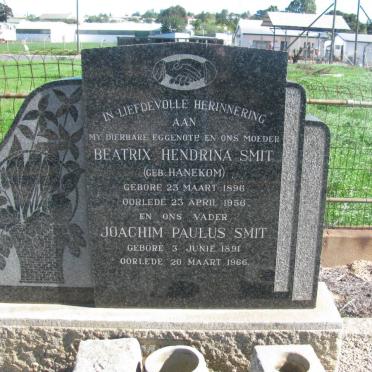 IN LIEFDEVOLLE HERINNERING
AAN
MY DIERBARE EGGENOTE EN ONS MOEDER
BEATRIX HENDRINA SMIT
(GEB. HANEKOM)
GEBORE 23 MAART 1896
OORLEDE 23 APRIL 1956
EN ONS VADER
JOACHIM PAULUS SMIT
GEBORE 3 JUNIE 1891
OORLEDE 20 MAART 1966.